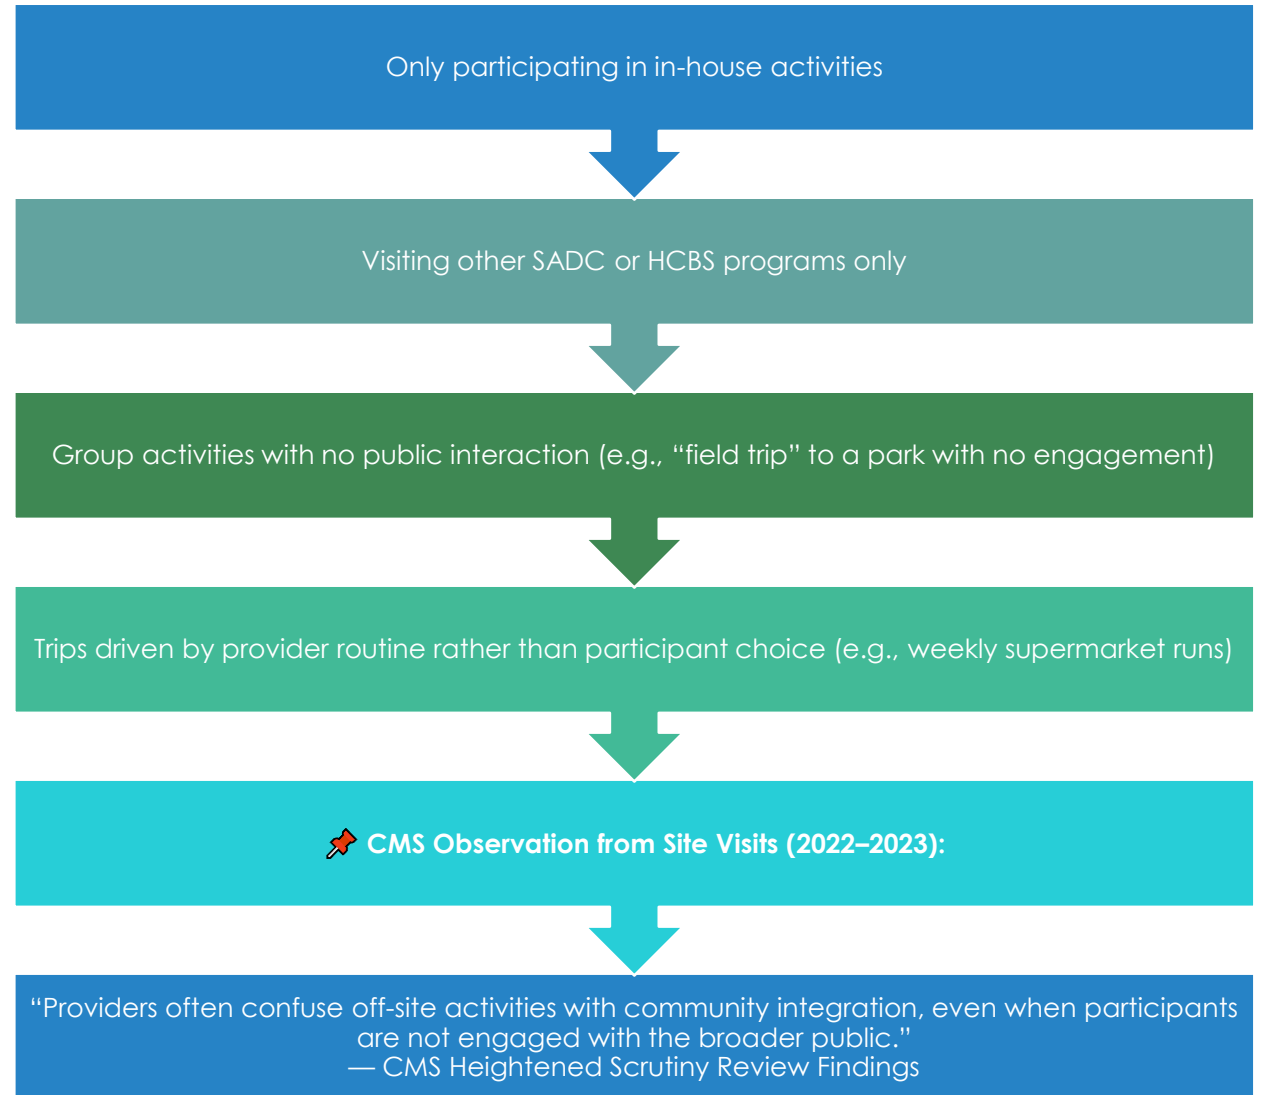 Only participating in in-house activities
Visiting other SADC or HCBS programs only
Group activities with no public interaction (e.g., “field trip” to a park with no engagement)
Trips driven by provider routine rather than participant choice (e.g., weekly supermarket runs)
📌 CMS Observation from Site Visits (2022–2023):
“Providers often confuse off-site activities with community integration, even when participants
are not engaged with the broader public.”
— CMS Heightened Scrutiny Review Findings